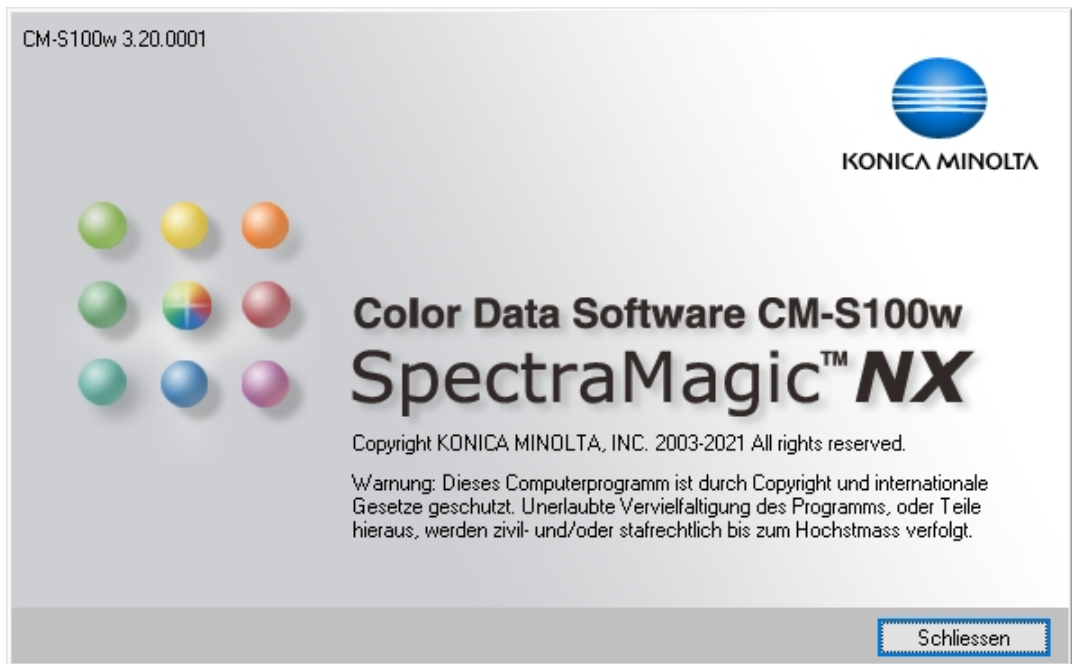 CM-S100w 3.20.0001
KONICA MINOLTA
Color Data Software CM-S100w
SpectraMagic™ NX
Copyright KONICA MINOLTA, INC. 2003-2021 All rights reserved.
Warnung: Dieses Computerprogramm ist durch Copyright und internationale
Gesetze geschutzt. Unerlaubte Vervielfaltigung des Programms, oder Teile
hieraus, werden zivil- und/oder stafrechtlich bis zum Hochstmass verfolgt.
Schliessen